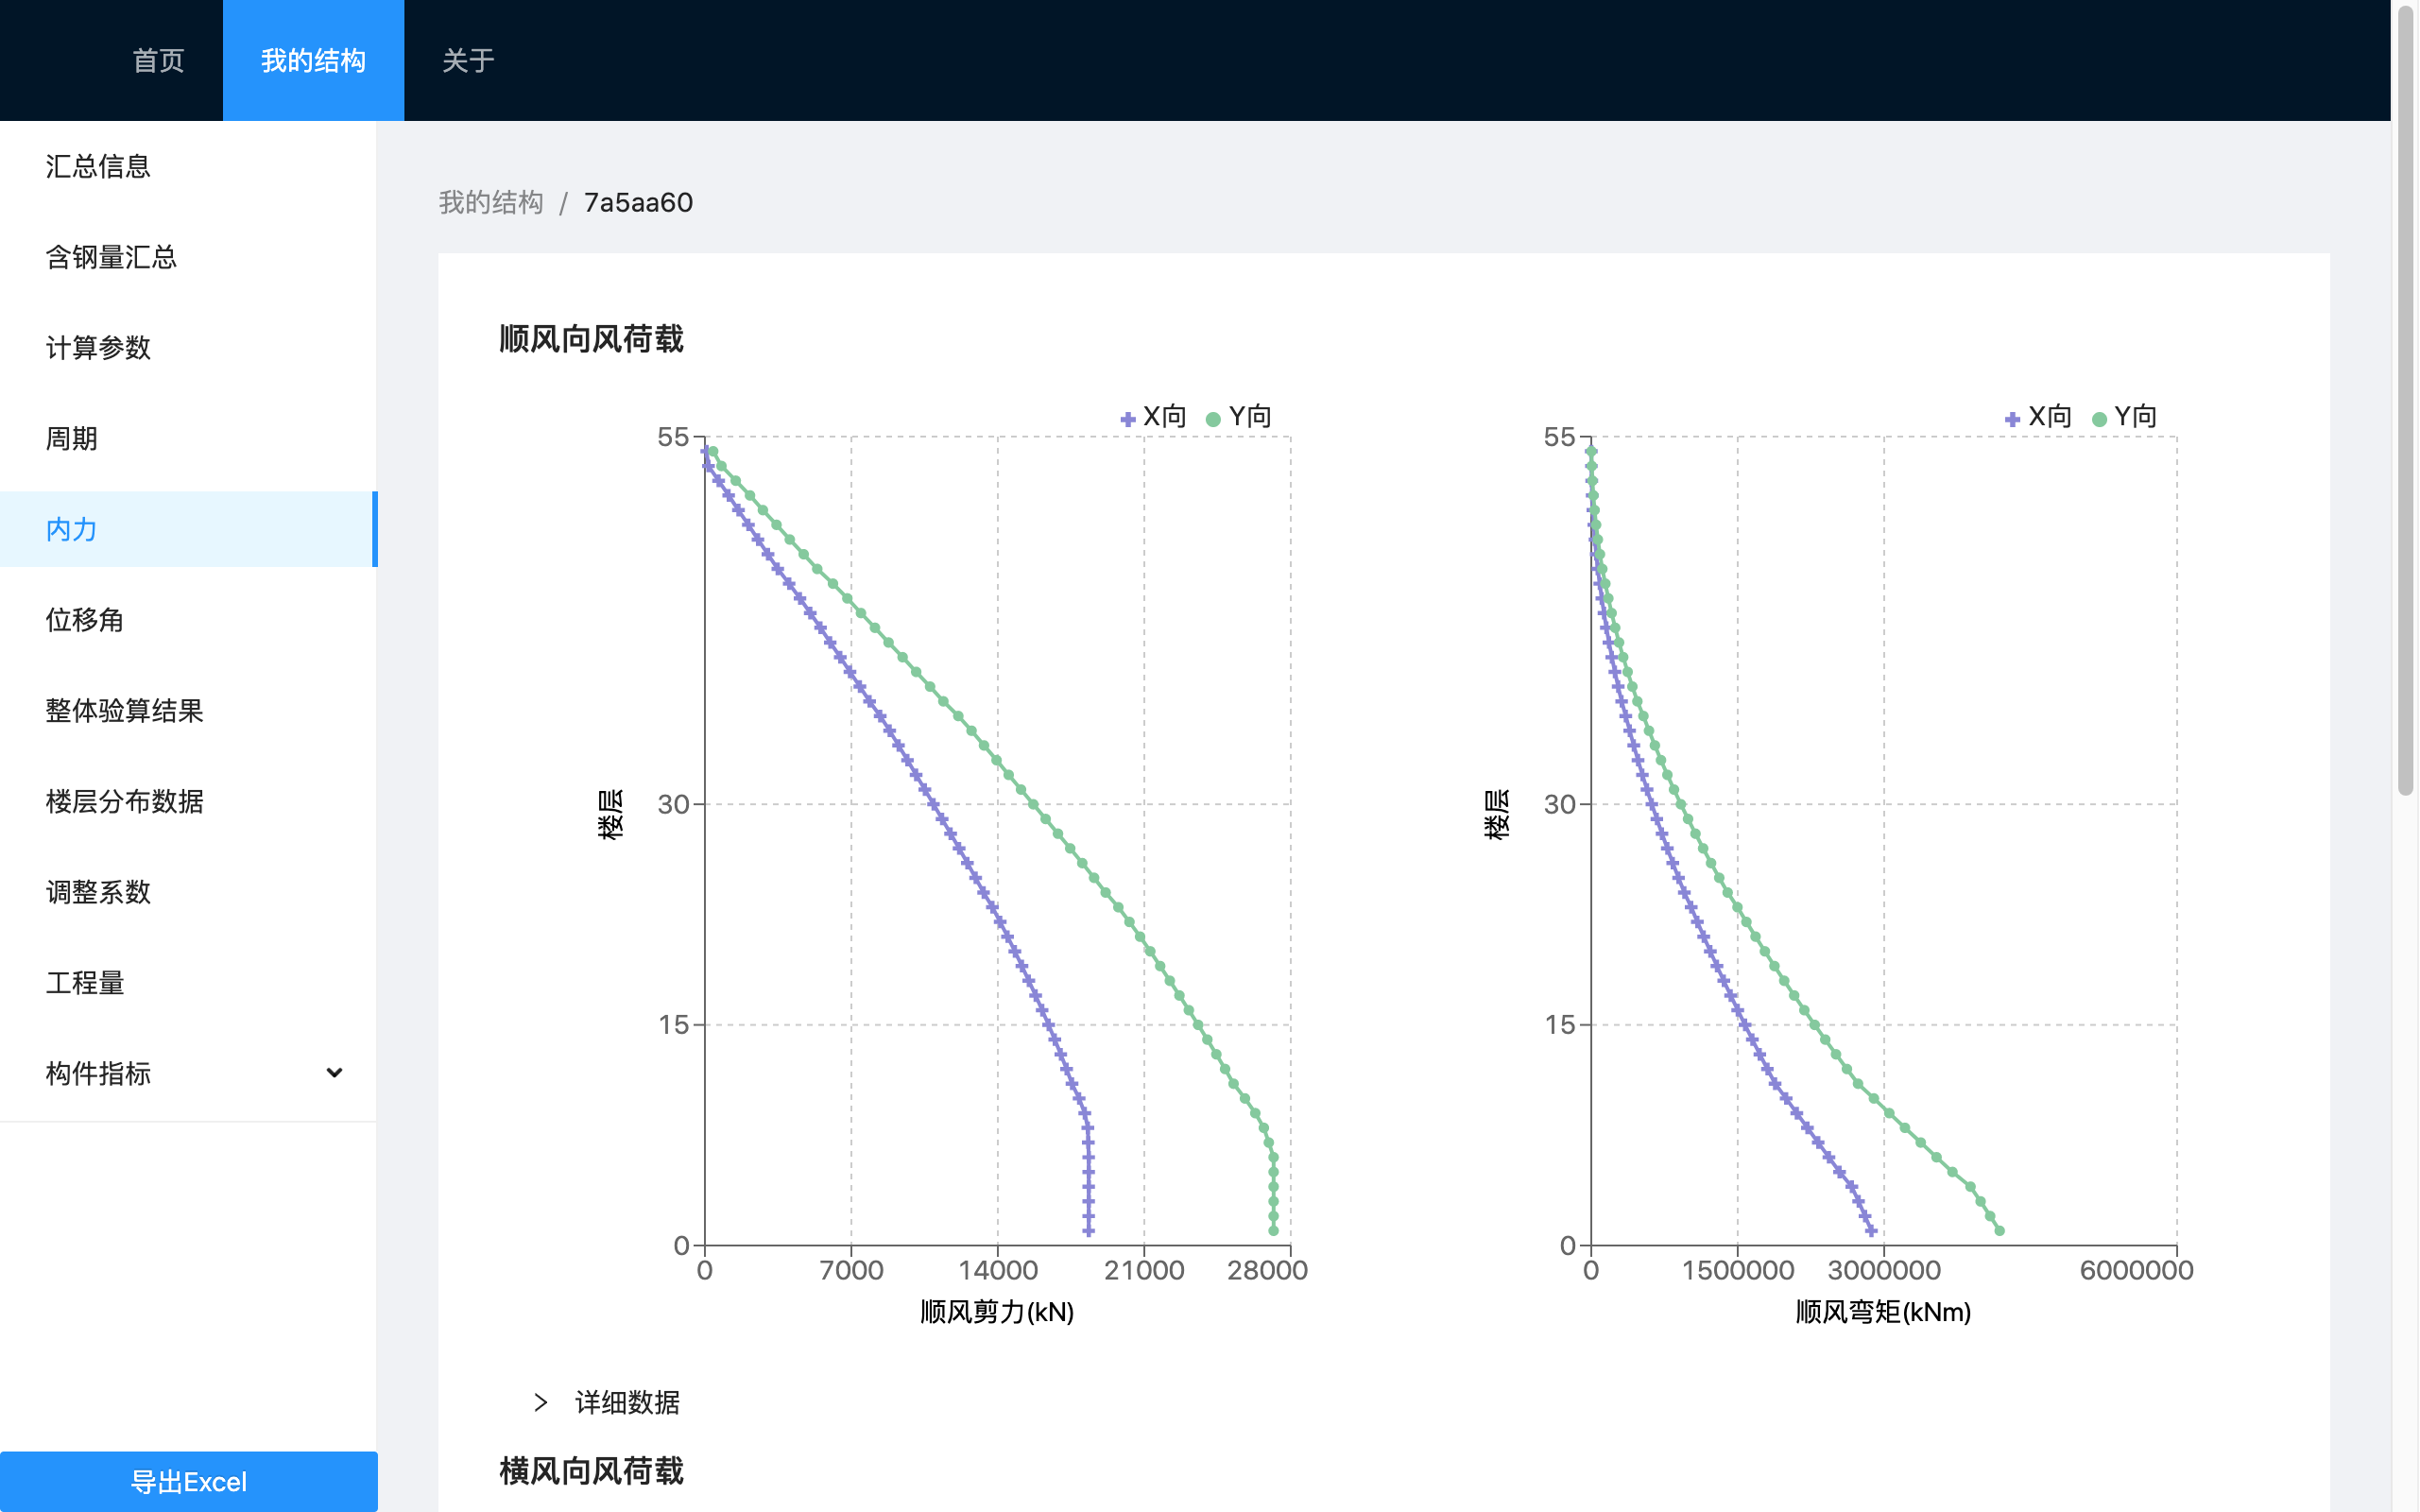 首页 我的结构 关于
汇总信息
含钢量汇总
计算参数
周期
内力
位移角
整体验算结果
楼层分布数据
调整系数
工程量
构件指标
导出Excel
我的结构 / 7a5aa60
顺风向风荷载
X向 Y向
55
30
15
0
楼层
0 7000 14000 21000 28000
顺风剪力(kN)
X向 Y向
55
30
15
0
楼层
0 1500000 3000000 6000000
顺风弯矩(kNm)
详细数据
横风向风荷载